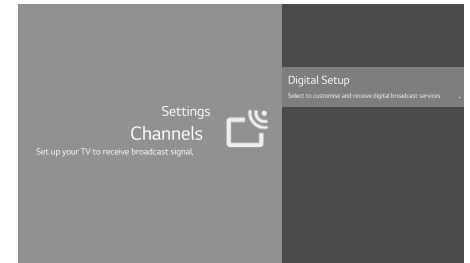 Settings
Channels
Set up your TV to receive broadcast signal.
Digital Setup
Select to customise and receive digital broadcast services .